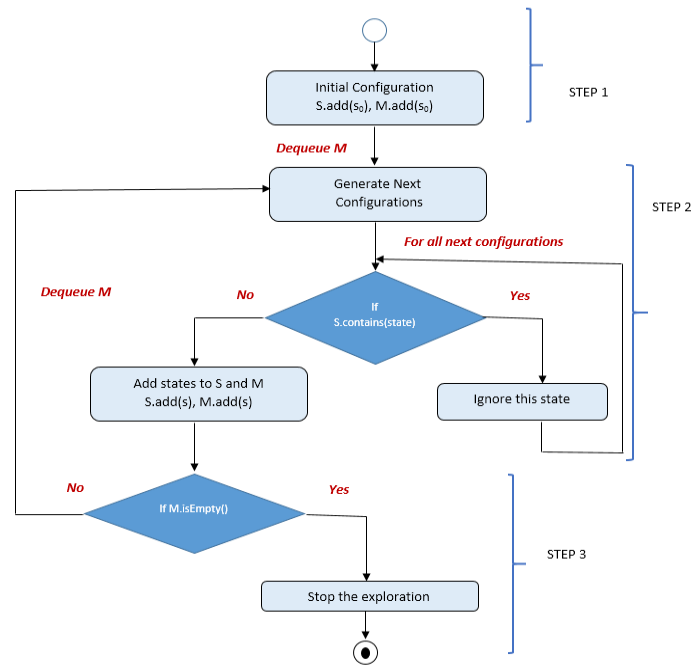 Initial Configuration
S.add(s₀), M.add(s₀)
STEP 1
Dequeue M
Generate Next
Configurations
STEP 2
For all next configurations
Dequeue M
No
Yes
If
S.contains(state)
Add states to S and M
S.add(s), M.add(s)
Ignore this state
No
Yes
If M.isEmpty()
STEP 3
Stop the exploration